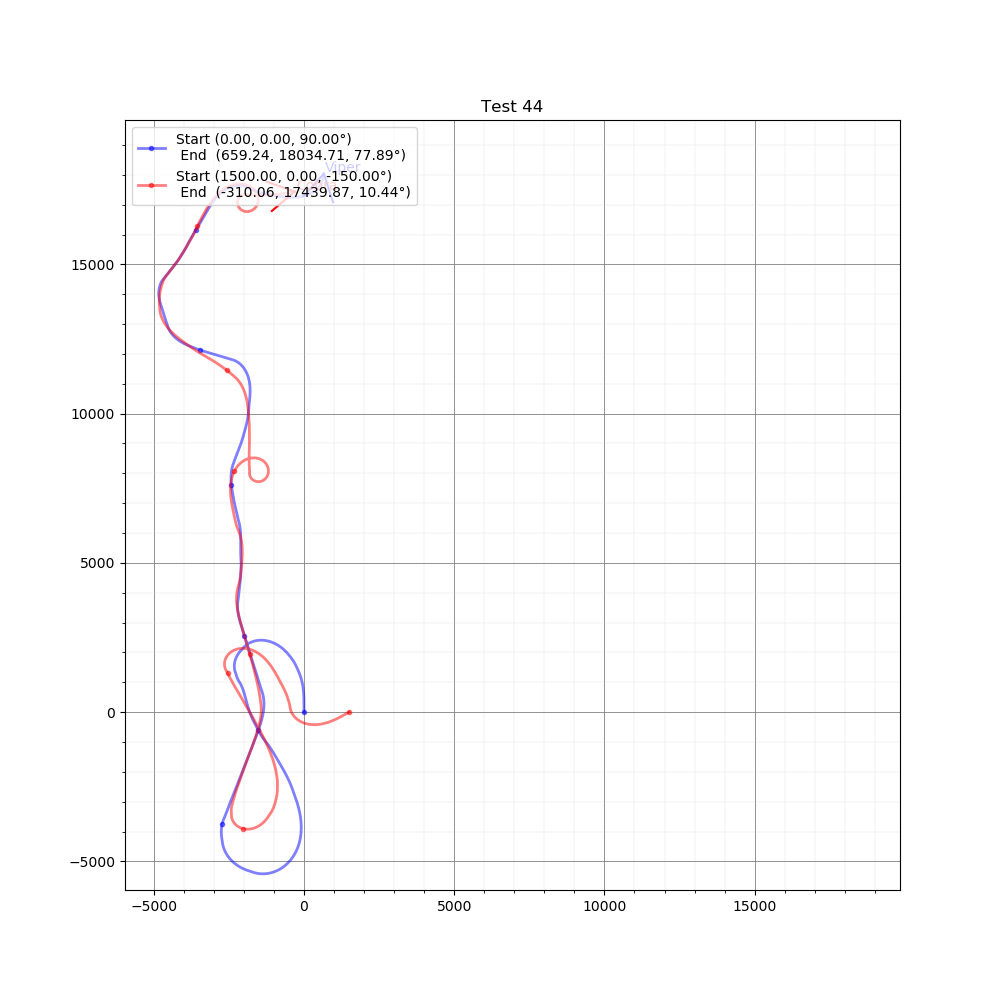 Test 44
Start (0.00, 0.00, 90.00°)
End (659.24, 18034.71, 77.89°)
Viper
Start (1500.00, 0.00, -150.00°)
End (-310.06, 17439.87, 10.44°)
15000
10000
5000
0
−5000
−5000 0 5000 10000 15000